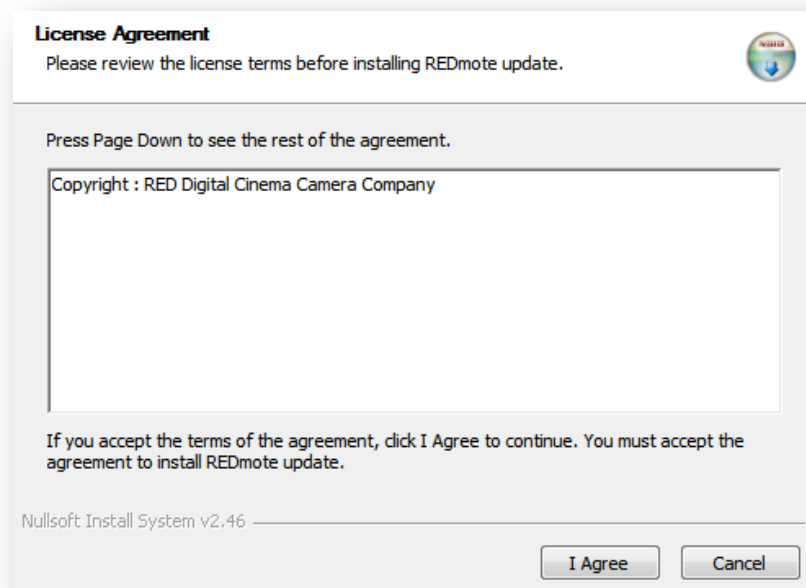 License Agreement
Please review the license terms before installing REDmote update.
Press Page Down to see the rest of the agreement.
Copyright : RED Digital Cinema Camera Company
If you accept the terms of the agreement, click I Agree to continue. You must accept the
agreement to install REDmote update.
Nullsoft Install System v2.46
I Agree
Cancel